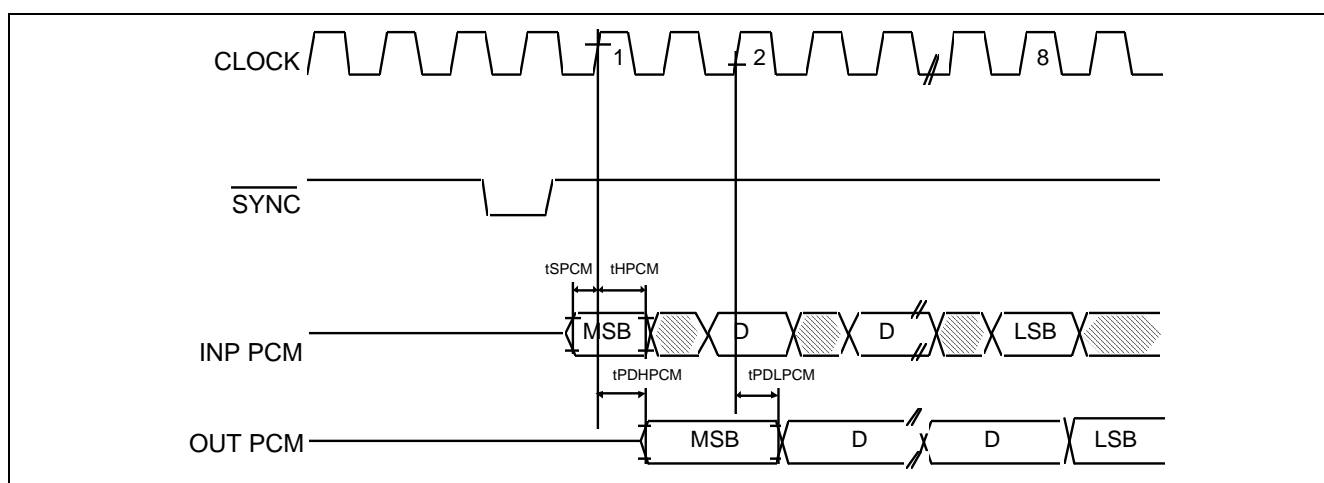 CLOCK 1 2 8
SYNC
tSPCM tHPCM
INP PCM MSB D D LSB
tPDHPCM tPDLPCM
OUT PCM MSB D D LSB